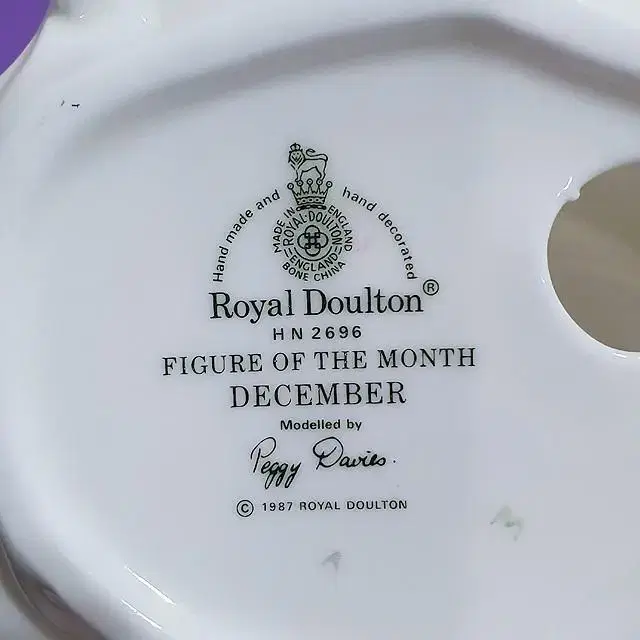 Hand made and hand decorated
MADE IN ENGLAND
ROYAL·DOULTON
ENGLAND
BONE CHINA
Royal Doulton®
HN 2696
FIGURE OF THE MONTH
DECEMBER
Modelled by
Peggy Davies.
© 1987 ROYAL DOULTON